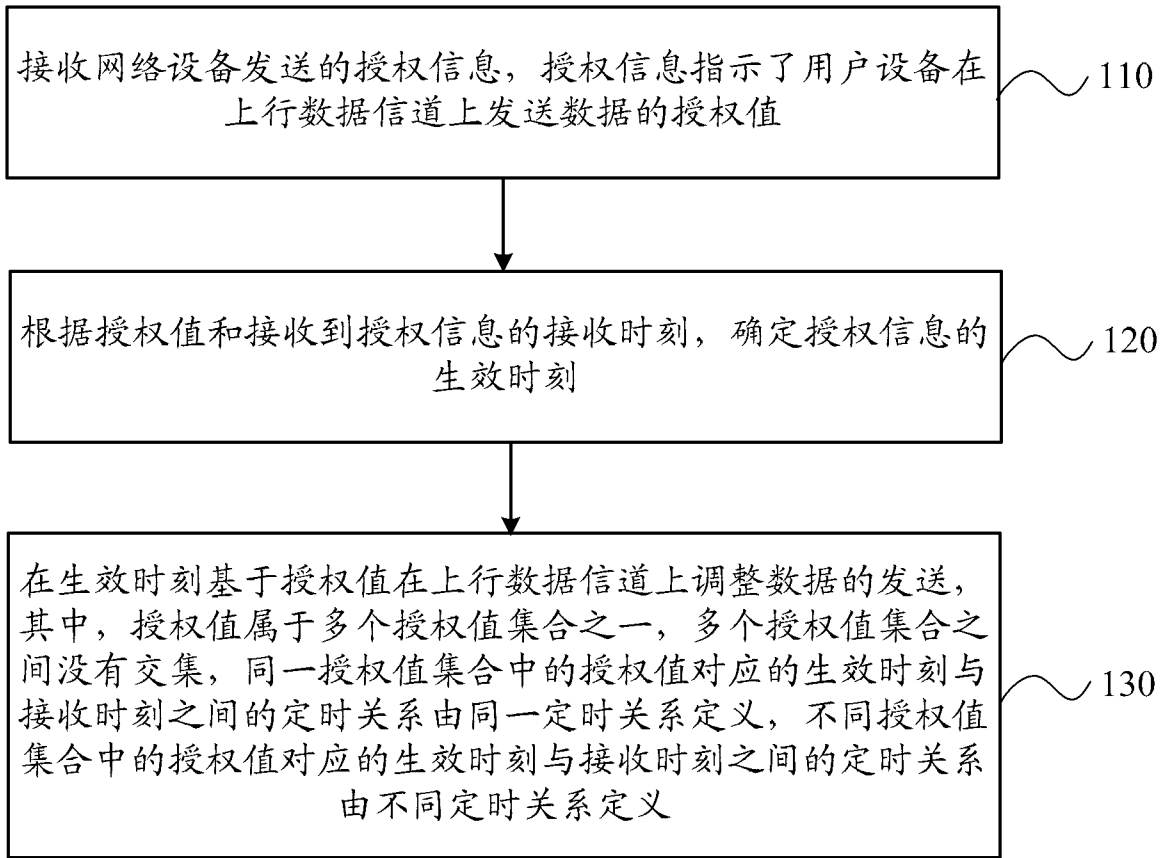 接收网络设备发送的授权信息，授权信息指示了用户设备在
上行数据信道上发送数据的授权值
110
根据授权值和接收到授权信息的接收时刻，确定授权信息的
生效时刻
120
在生效时刻基于授权值在上行数据信道上调整数据的发送，
其中，授权值属于多个授权值集合之一，多个授权值集合之
间没有交集，同一授权值集合中的授权值对应的生效时刻与
接收时刻之间的定时关系由同一定时关系定义，不同授权值
集合中的授权值对应的生效时刻与接收时刻之间的定时关系
由不同定时关系定义
130